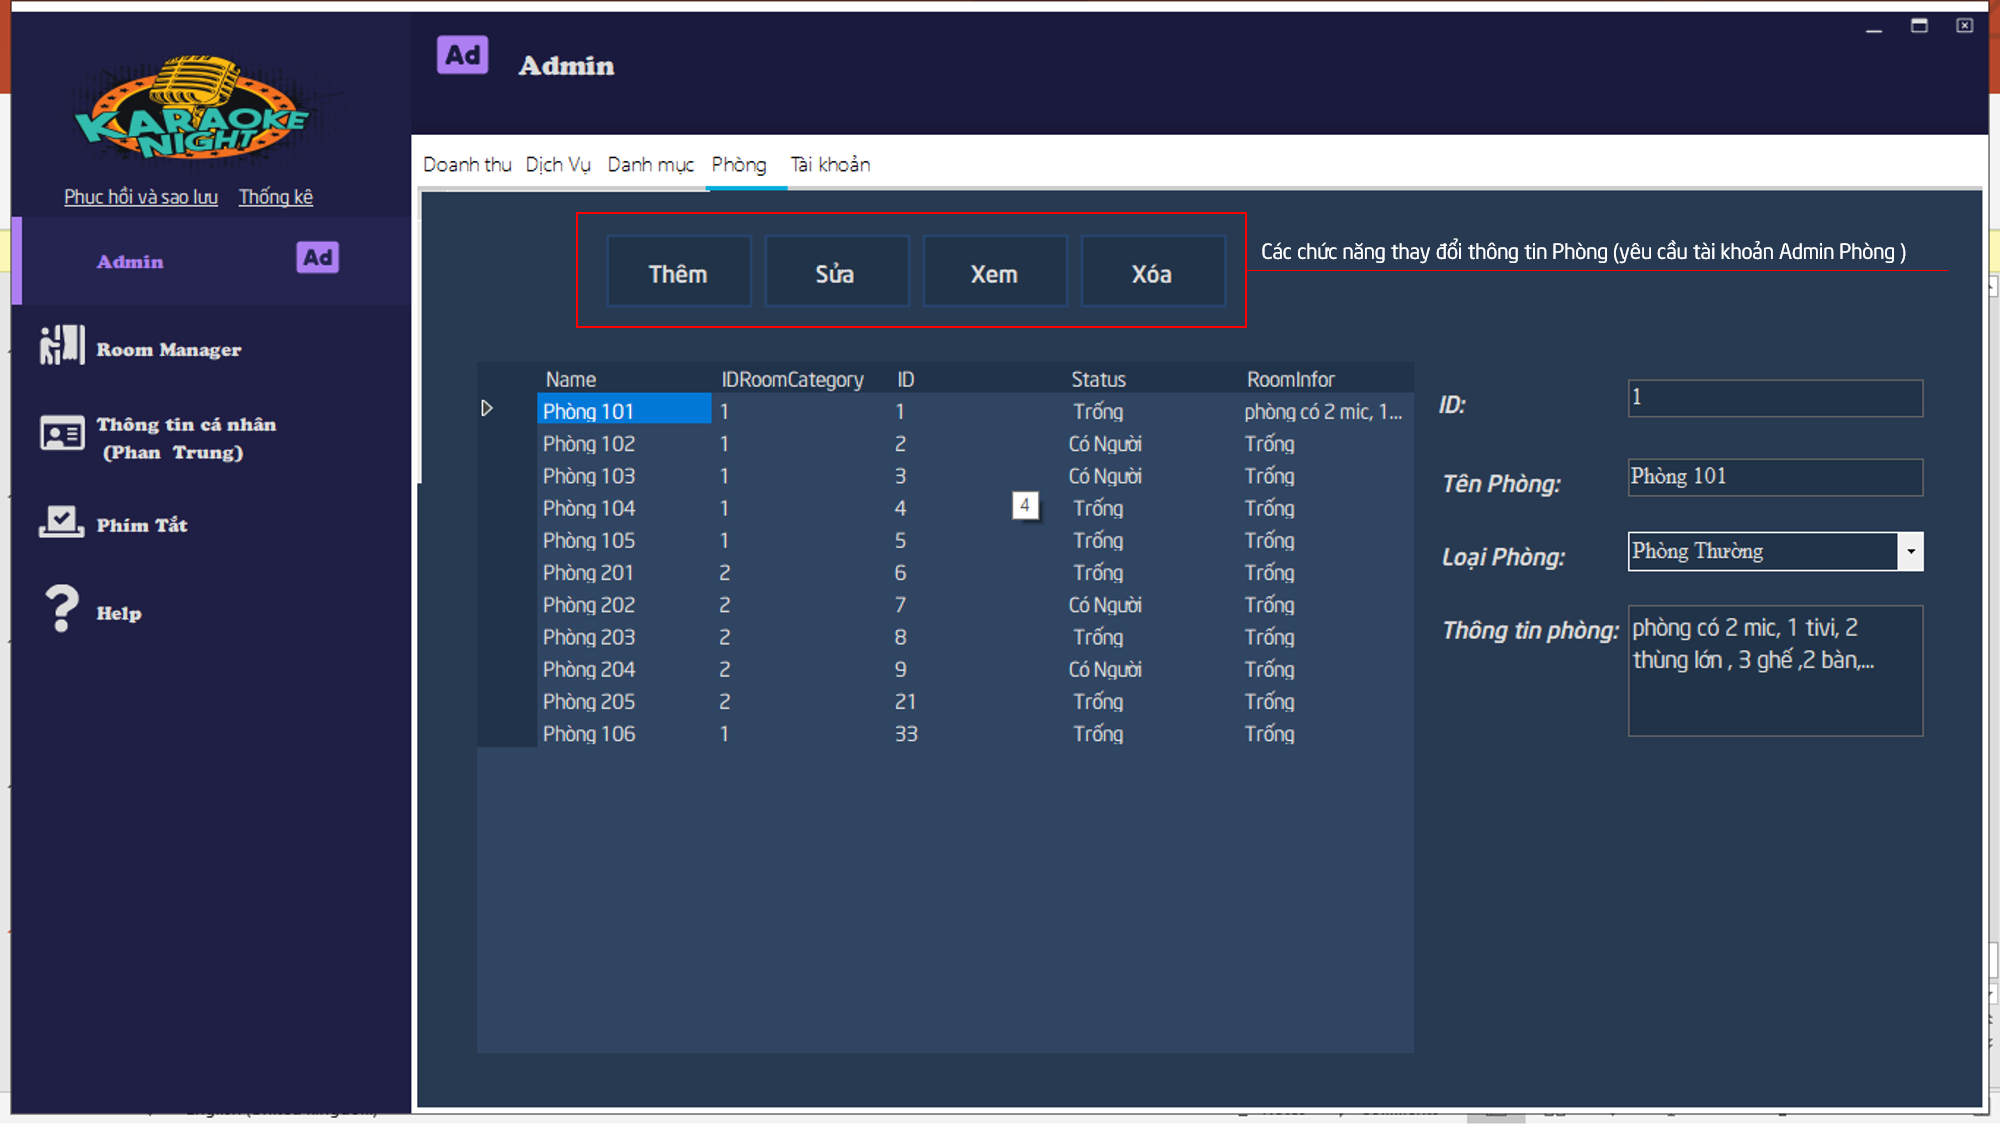 Ad Admin
KARAOKE
NIGHT
Phục hồi và sao lưu Thống kê
Admin Ad
Room Manager
Thông tin cá nhân
(Phan Trung)
Phím Tắt
Help
Doanh thu Dịch Vụ Danh mục Phòng Tài khoản
Thêm Sửa Xem Xóa
Các chức năng thay đổi thông tin Phòng (yêu cầu tài khoản Admin Phòng )
Name IDRoomCategory ID Status RoomInfor
Phòng 101 1 1 Trống phòng có 2 mic, 1...
Phòng 102 1 2 Có Người Trống
Phòng 103 1 3 Có Người Trống
Phòng 104 1 4 Trống Trống
4
Phòng 105 1 5 Trống Trống
Phòng 201 2 6 Trống Trống
Phòng 202 2 7 Có Người Trống
Phòng 203 2 8 Trống Trống
Phòng 204 2 9 Có Người Trống
Phòng 205 2 21 Trống Trống
Phòng 106 1 33 Trống Trống
ID: 1
Tên Phòng: Phòng 101
Loại Phòng: Phòng Thường
Thông tin phòng: phòng có 2 mic, 1 tivi, 2
thùng lớn , 3 ghế ,2 bàn,...